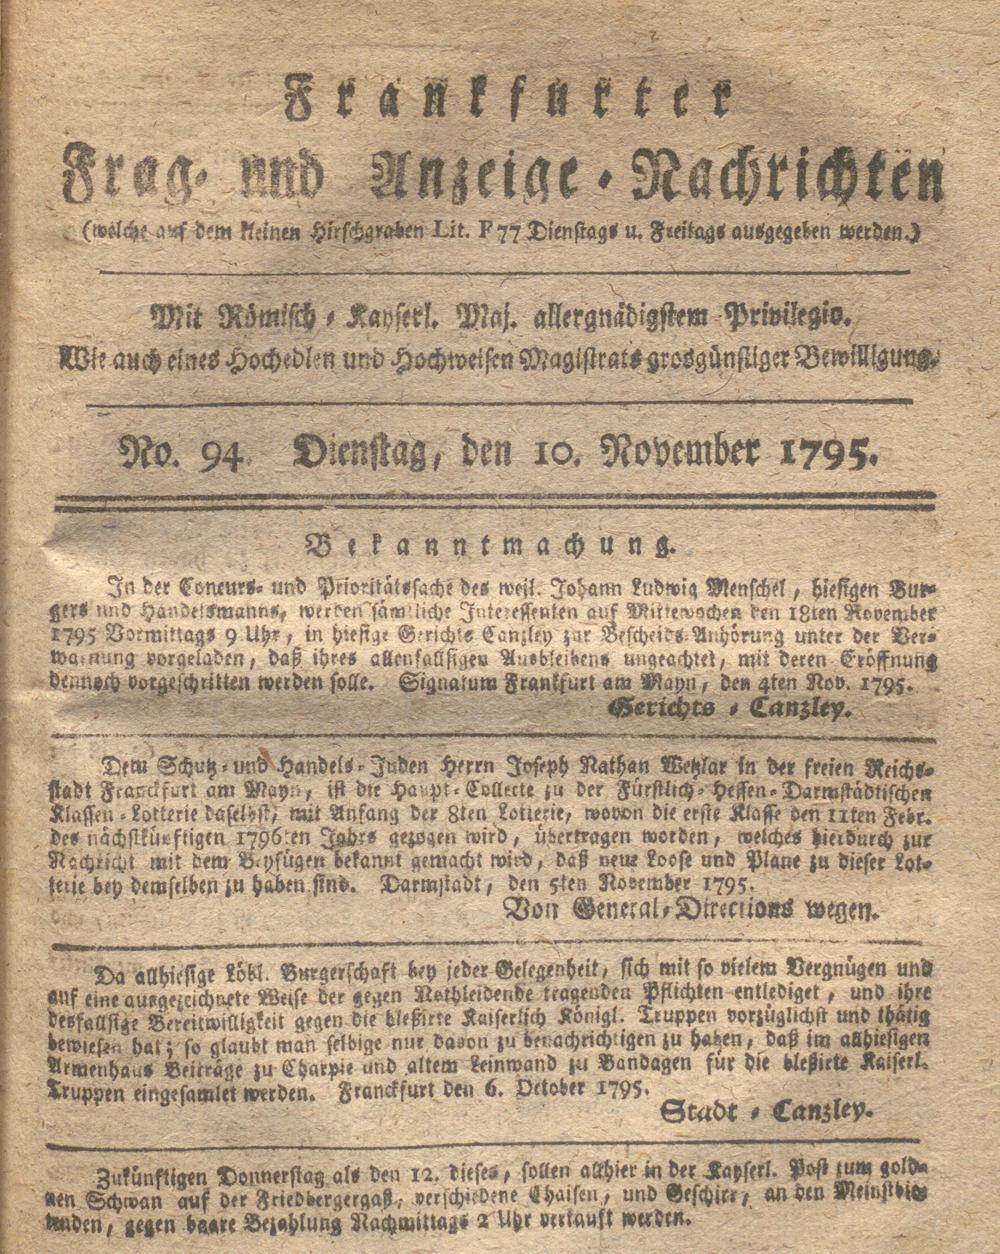 Frankfurter
Frag- und Anzeige-Nachrichten
(welche auf dem kleinen Hirschgraben Lit. F 77 Dienstags u. Freitags ausgegeben werden.)
Mit Römisch-Kayserl. Maj. allergnädigstem Privilegio.
Wie auch eines Hochedlen und Hochweisen Magistrats grosgünstiger Bewilligung.
No. 94. Dienstag, den 10. November 1795.
Bekanntmachung.
In der Concurs- und Prioritätssache des weil. Johann Ludwig Menschel, hiesigen Bur-
gers und Handelsmanns, werden sämtliche Interessenten auf Mittewochen den 18ten November
1795 Vormittags 9 Uhr, in hiesige Gerichts Canzley zur Bescheids-Anhörung unter der Ver-
warnung vorgeladen, daß ihres allenfallsigen Ausbleibens ungeachtet, mit deren Eröffnung
dennoch vorgeschritten werden solle. Signatum Franckfurt am Mayn, den 4ten Nov. 1795.
Gerichts-Canzley.
Dem Schutz- und Handels-Juden Herrn Joseph Nathan Wetzlar in der freien Reichs-
stadt Franckfurt am Mayn, ist die Haupt-Collecte zu der Fürstlich-Hessen-Darmstädtischen
Klassen-Lotterie daselbst, mit Anfang der 8ten Lotterie, wovon die erste Klasse den 11ten Febr.
des nächstkünftigen 1796ten Jahrs gezogen wird, übertragen worden, welches hierdurch zur
Nachricht mit dem Beyfügen bekannt gemacht wird, daß neue Loose und Plane zu dieser Lot-
terie bey demselben zu haben sind. Darmstadt, den 5ten November 1795.
Von General-Directions wegen.
Da allhiesige Löbl. Burgerschaft bey jeder Gelegenheit, sich mit so vielem Vergnügen und
auf eine ausgezeichnete Weise der gegen Nothleidende tragenden Pflichten entlediget, und ihre
desfallsige Bereitwilligkeit gegen die bleßirte Kaiserlich Königl. Truppen vorzüglichst und thätig
bewiesen hat; so glaubt man selbige nur davon zu benachrichtigen zu haben, daß im allhiesigen
Armenhaus Beiträge zu Charpie und altem Leinwand zu Bandagen für die bleßirte Kaiserl.
Truppen eingesamlet werden. Franckfurt den 6. October 1795.
Stadt-Canzley.
Zukünftigen Donnerstag als den 12. dieses, sollen allhier in der Kayserl. Post zum gold-
nen Schwan auf der Friedbergergaß, verschiedene Chaisen, und Geschirr, an den Meinstbie
tenden, gegen baare Bezahlung Nachmittags 2 Uhr verkauft werden.